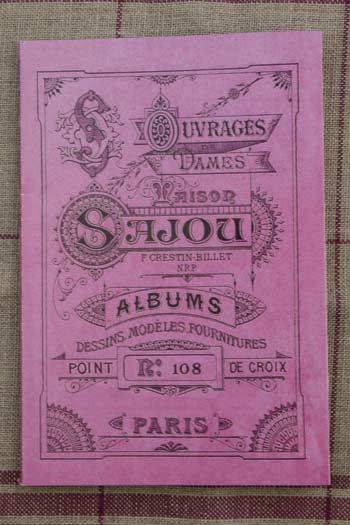 S
OUVRAGES
DE
DAMES
MAISON
SAJOU
F. CRESTIN-BILLET
NRP
ALBUMS
DESSINS, MODÈLES, FOURNITURES
POINT No: 108 DE CROIX
PARIS